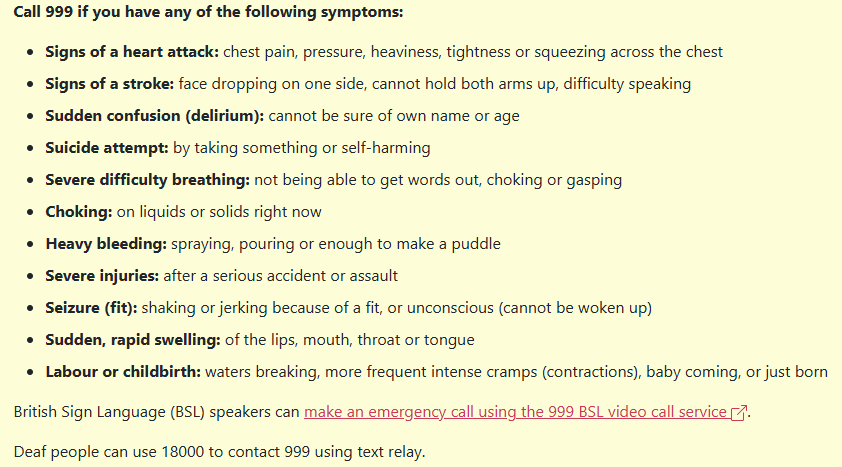 Call 999 if you have any of the following symptoms:
• Signs of a heart attack: chest pain, pressure, heaviness, tightness or squeezing across the chest
• Signs of a stroke: face dropping on one side, cannot hold both arms up, difficulty speaking
• Sudden confusion (delirium): cannot be sure of own name or age
• Suicide attempt: by taking something or self-harming
• Severe difficulty breathing: not being able to get words out, choking or gasping
• Choking: on liquids or solids right now
• Heavy bleeding: spraying, pouring or enough to make a puddle
• Severe injuries: after a serious accident or assault
• Seizure (fit): shaking or jerking because of a fit, or unconscious (cannot be woken up)
• Sudden, rapid swelling: of the lips, mouth, throat or tongue
• Labour or childbirth: waters breaking, more frequent intense cramps (contractions), baby coming, or just born
British Sign Language (BSL) speakers can make an emergency call using the 999 BSL video call service.
Deaf people can use 18000 to contact 999 using text relay.